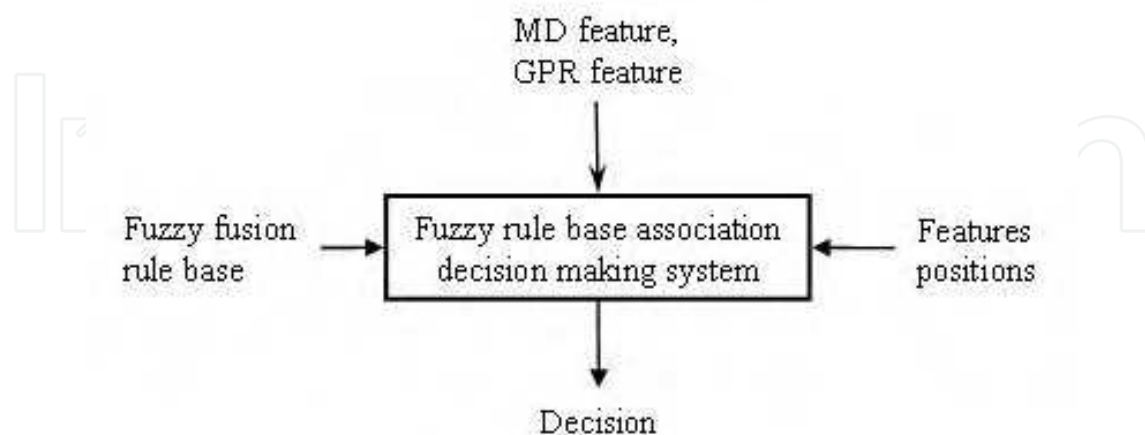 MD feature,
GPR feature
Fuzzy fusion
rule base
Fuzzy rule base association
decision making system
Features
positions
Decision